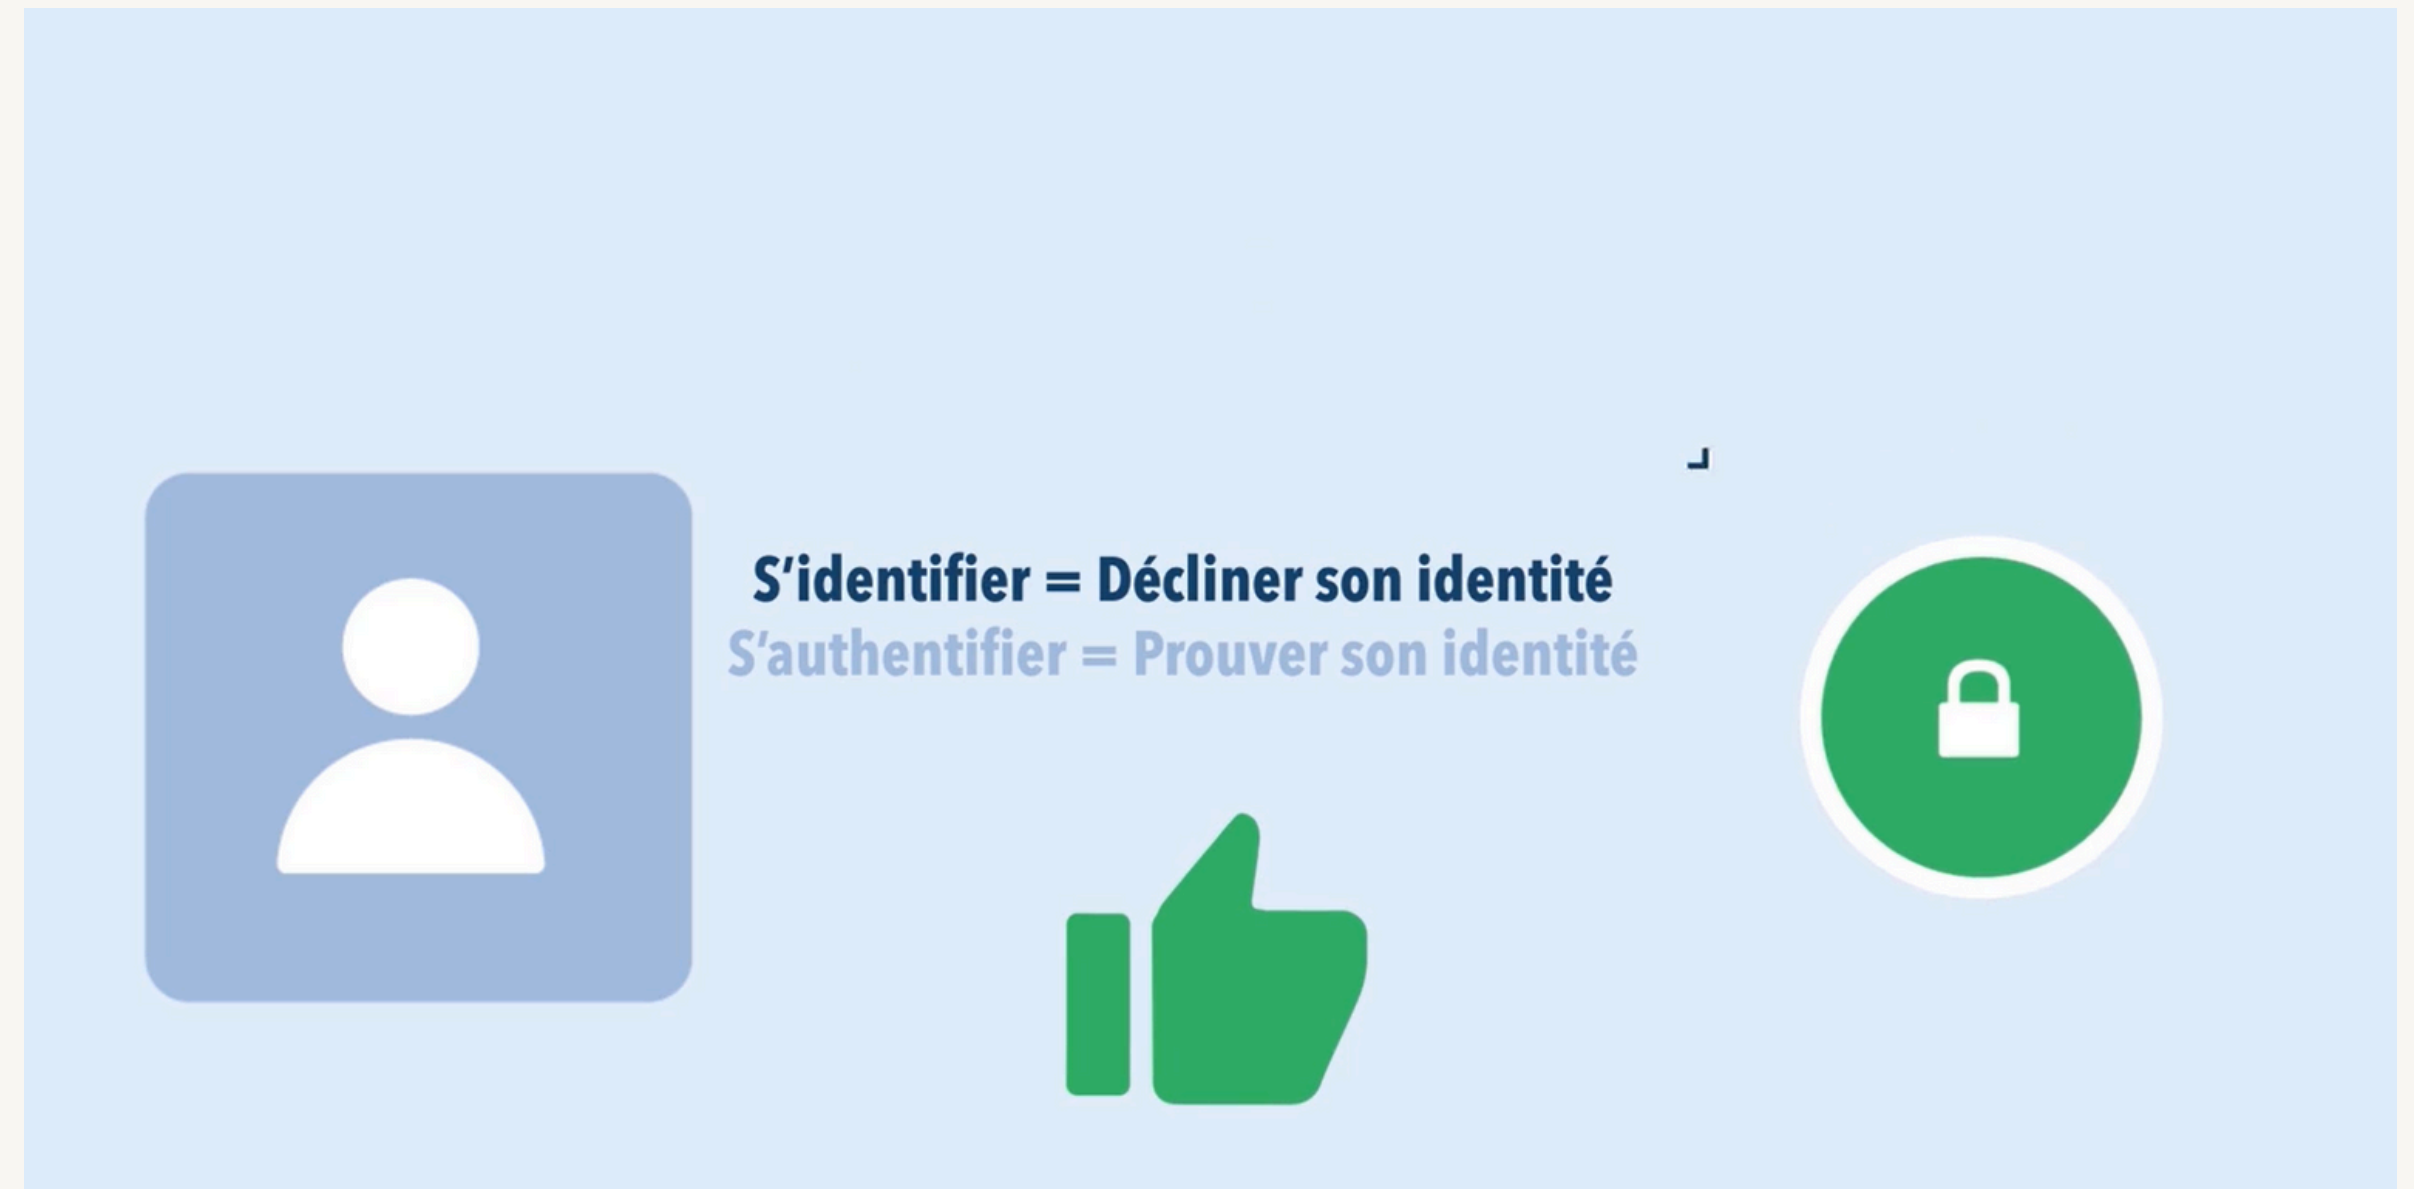 S’identifier = Décliner son identité
S’authentifier = Prouver son identité